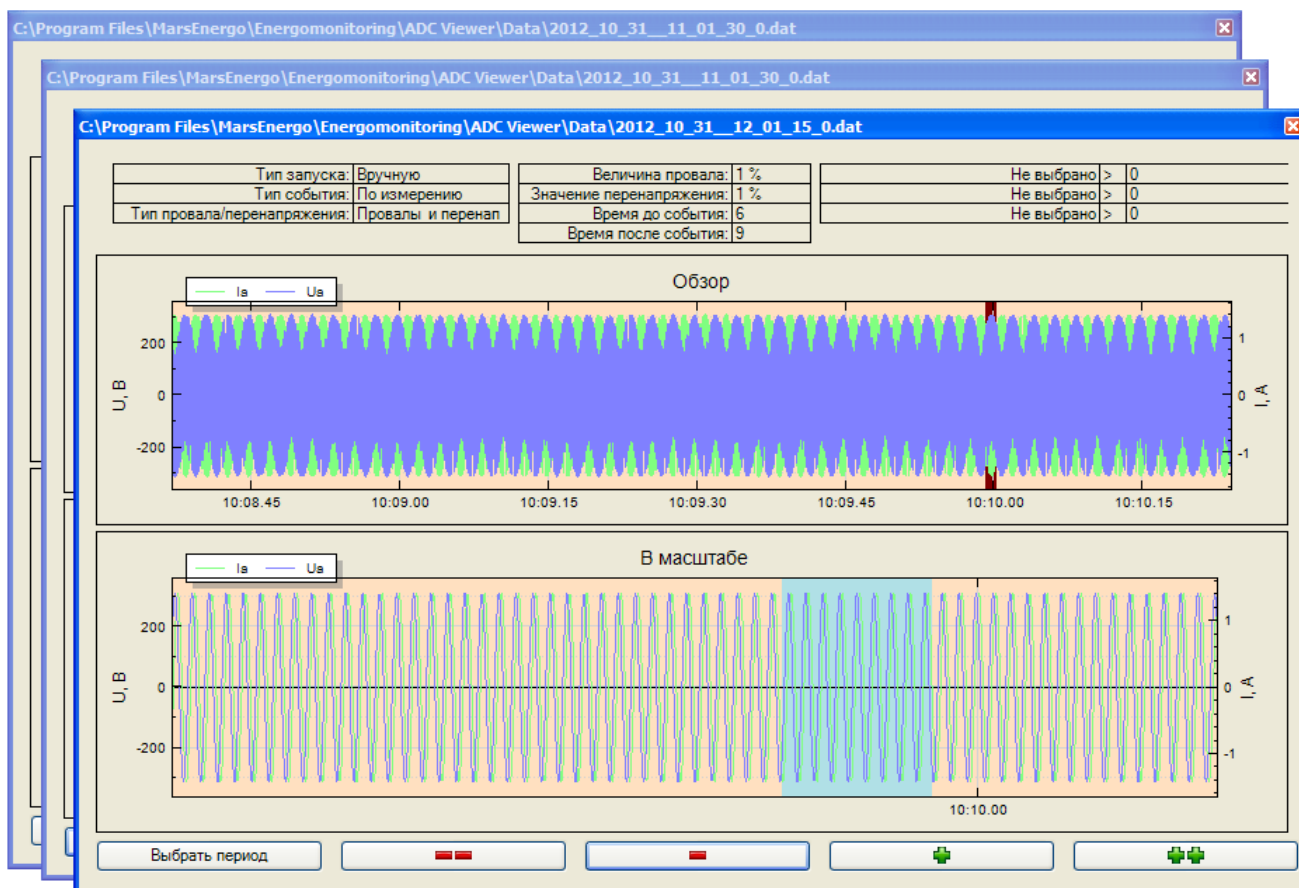 C:\Program Files\MarsEnergo\Energomonitoring\ADC Viewer\Data\2012_10_31__11_01_30_0.dat
C:\Program Files\MarsEnergo\Energomonitoring\ADC Viewer\Data\2012_10_31__11_01_30_0.dat
C:\Program Files\MarsEnergo\Energomonitoring\ADC Viewer\Data\2012_10_31__12_01_15_0.dat
Тип запуска: Вручную Величина провала: 1 % Не выбрано > 0
Тип события: По измерению Значение перенапряжения: 1 % Не выбрано > 0
Тип провала/перенапряжения: Провалы и перенап Время до события: 6 Не выбрано > 0
Время после события: 9
Обзор
Ia Ua
200 1
U, В 0 0 I, А
-200 -1
10:08.45 10:09.00 10:09.15 10:09.30 10:09.45 10:10.00 10:10.15
В масштабе
Ia Ua
200 1
U, В 0 0 I, А
-200 -1
10:10.00
Выбрать период